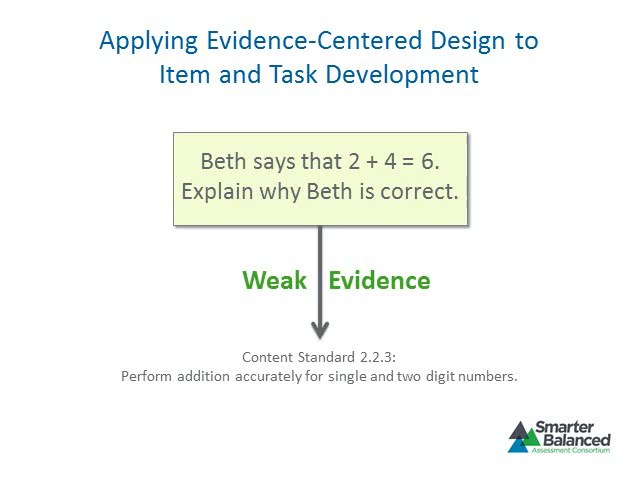 Applying Evidence-Centered Design to
Item and Task Development
Beth says that 2 + 4 = 6.
Explain why Beth is correct.
Weak Evidence
Content Standard 2.2.3:
Perform addition accurately for single and two digit numbers.
Smarter
Balanced
Assessment Consortium